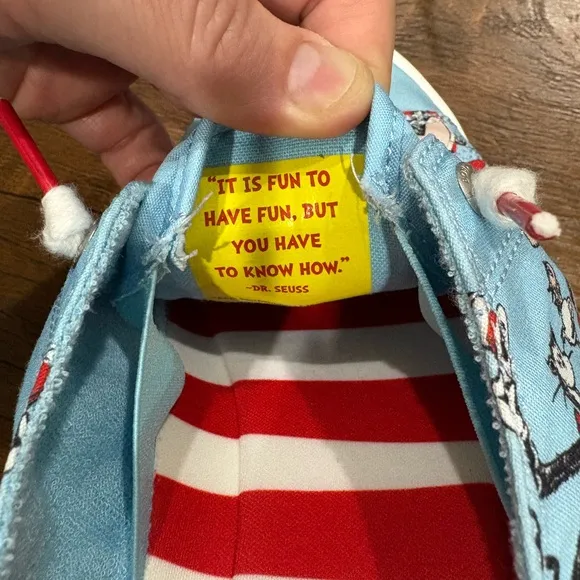 "IT IS FUN TO
HAVE FUN, BUT
YOU HAVE
TO KNOW HOW."
~DR. SEUSS